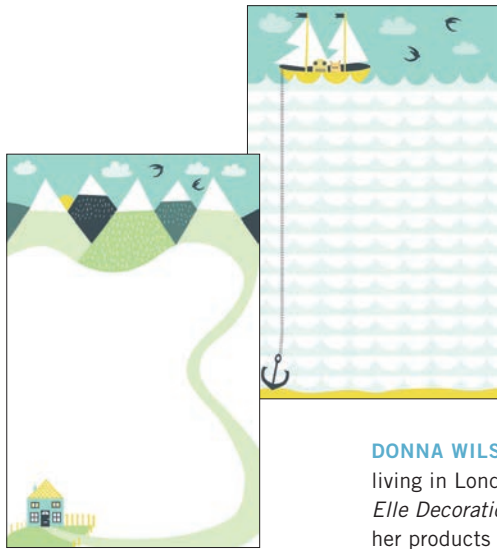 DONNA WILS
living in Lond
Elle Decoratio
her products